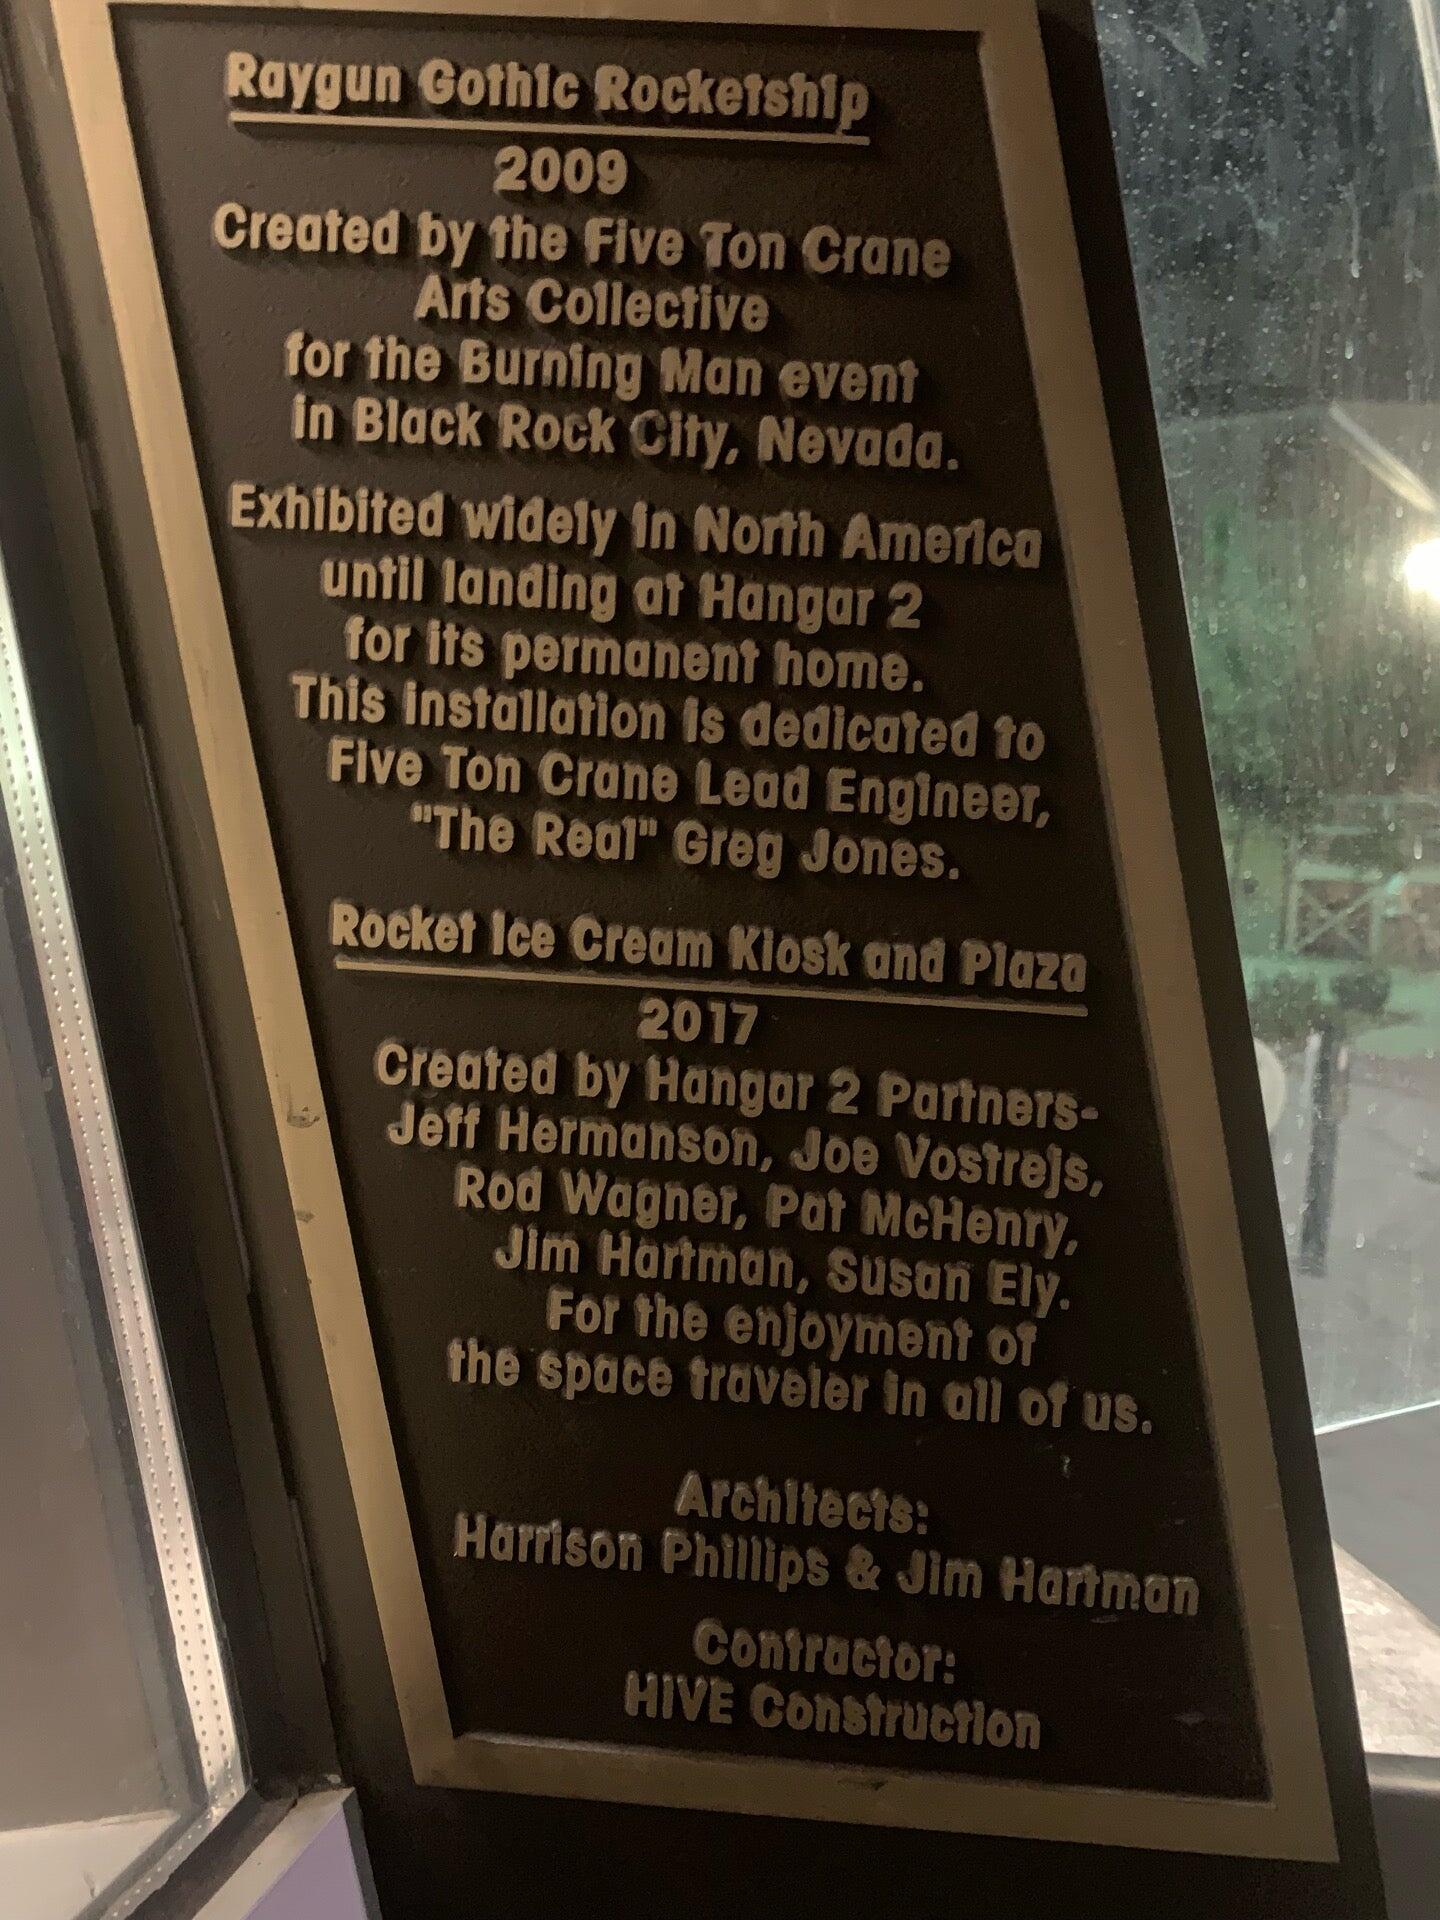 Raygun Gothic Rocketship
2009
Created by the Five Ton Crane
Arts Collective
for the Burning Man event
in Black Rock City, Nevada.
Exhibited widely in North America
until landing at Hangar 2
for its permanent home.
This installation is dedicated to
Five Ton Crane Lead Engineer,
"The Real" Greg Jones.
Rocket Ice Cream Kiosk and Plaza
2017
Created by Hangar 2 Partners-
Jeff Hermanson, Joe Vostrejs,
Rod Wagner, Pat McHenry,
Jim Hartman, Susan Ely.
For the enjoyment of
the space traveler in all of us.
Architects:
Harrison Phillips & Jim Hartman
Contractor:
HIVE Construction